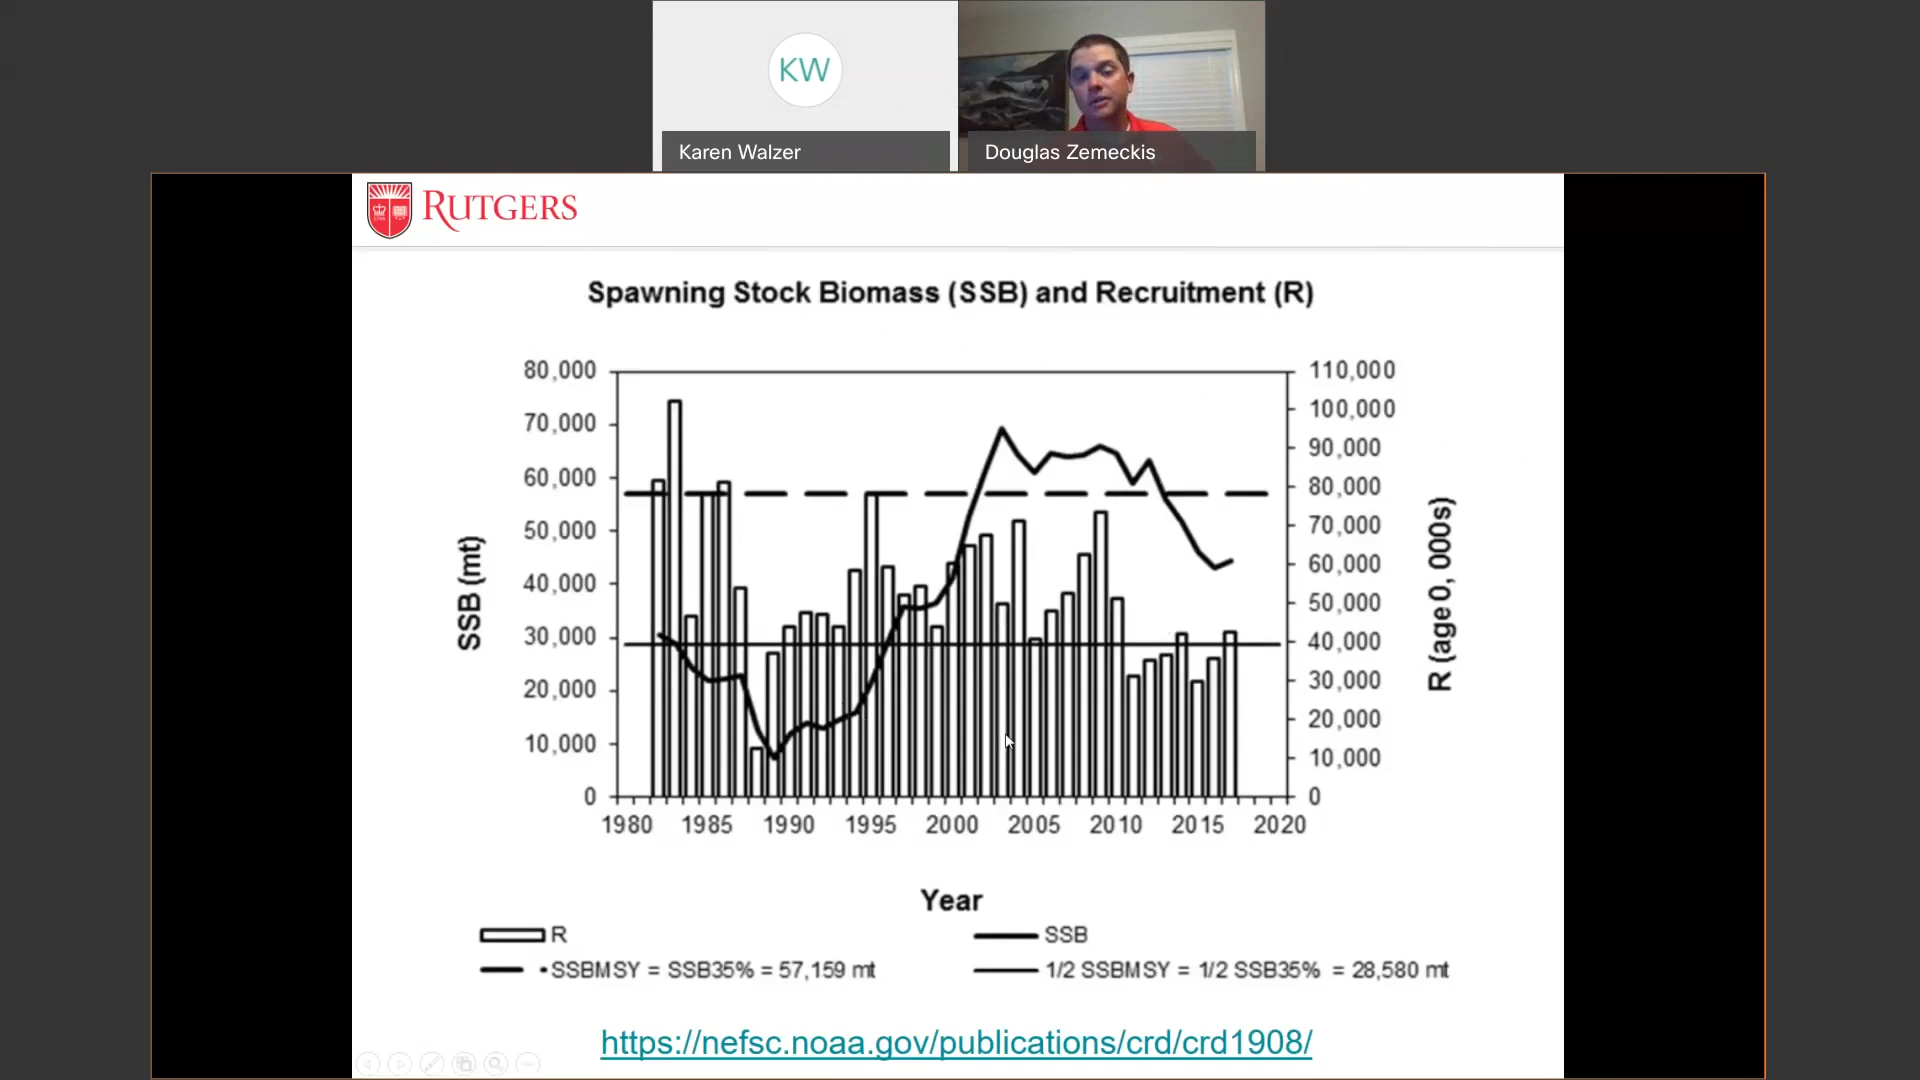 KW
Karen Walzer
Douglas Zemeckis
RUTGERS
Spawning Stock Biomass (SSB) and Recruitment (R)
80,000
70,000
60,000
50,000
40,000
30,000
20,000
10,000
0
SSB (mt)
110,000
100,000
90,000
80,000
70,000
60,000
50,000
40,000
30,000
20,000
10,000
0
R (age 0, 000s)
1980 1985 1990 1995 2000 2005 2010 2015 2020
Year
R
SSB
SSBMSY = SSB35% = 57,159 mt
1/2 SSBMSY = 1/2 SSB35% = 28,580 mt
https://nefsc.noaa.gov/publications/crd/crd1908/